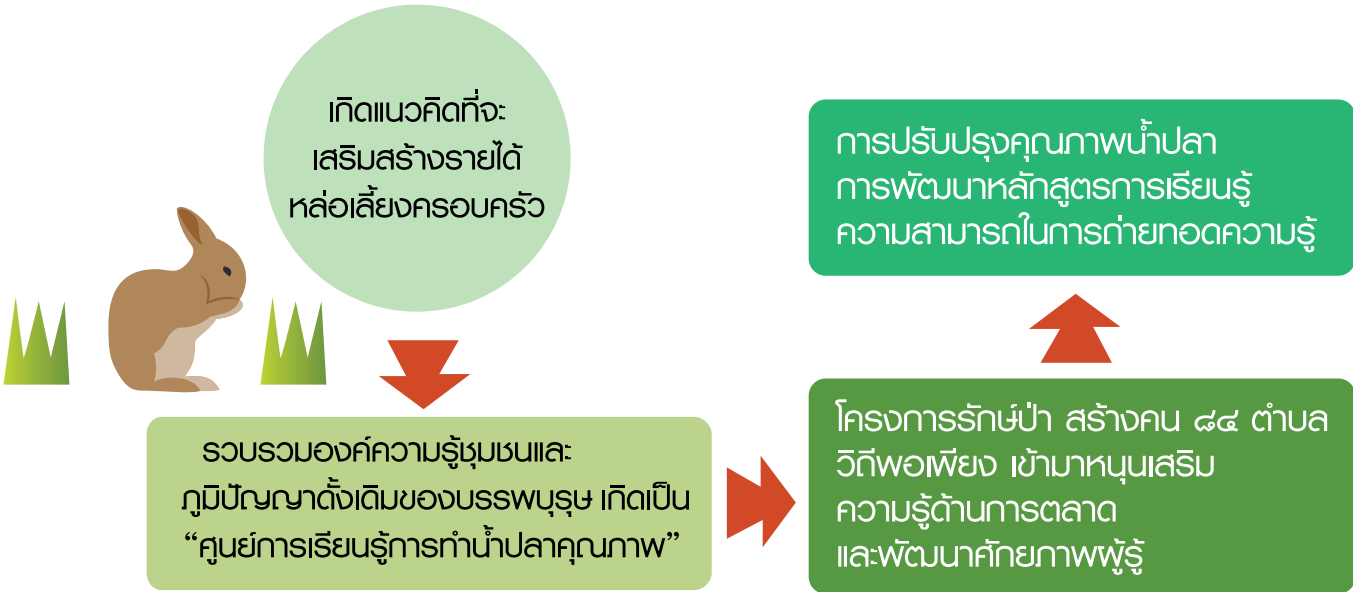 เกิดแนวคิดที่จะ
เสริมสร้างรายได้
หล่อเลี้ยงครอบครัว
รวบรวมองค์ความรู้ชุมชนและ
ภูมิปัญญาดั้งเดิมของบรรพบุรุษ เกิดเป็น
“ศูนย์การเรียนรู้การทำน้ำปลาคุณภาพ”
โครงการรักษ์ป่า สร้างคน ๘๔ ตำบล
วิถีพอเพียง เข้ามาหนุนเสริม
ความรู้ด้านการตลาด
และพัฒนาศักยภาพผู้รู้
การปรับปรุงคุณภาพน้ำปลา
การพัฒนาหลักสูตรการเรียนรู้
ความสามารถในการถ่ายทอดความรู้